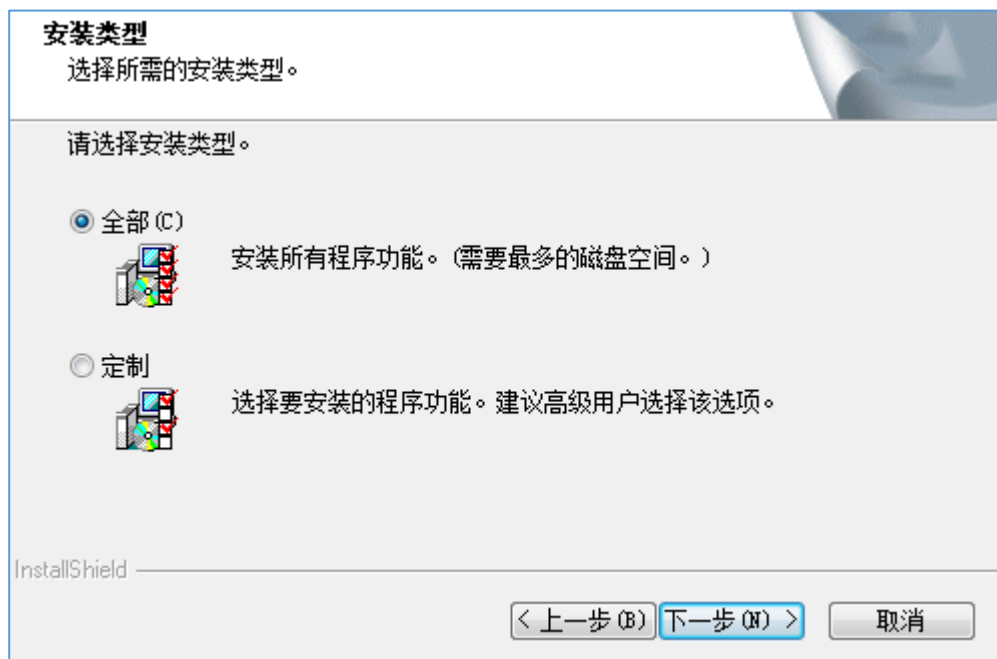 安装类型
选择所需的安装类型。
请选择安装类型。
全部(C)
安装所有程序功能。(需要最多的磁盘空间。)
定制
选择要安装的程序功能。建议高级用户选择该选项。
InstallShield
< 上一步(B) 下一步(N) > 取消